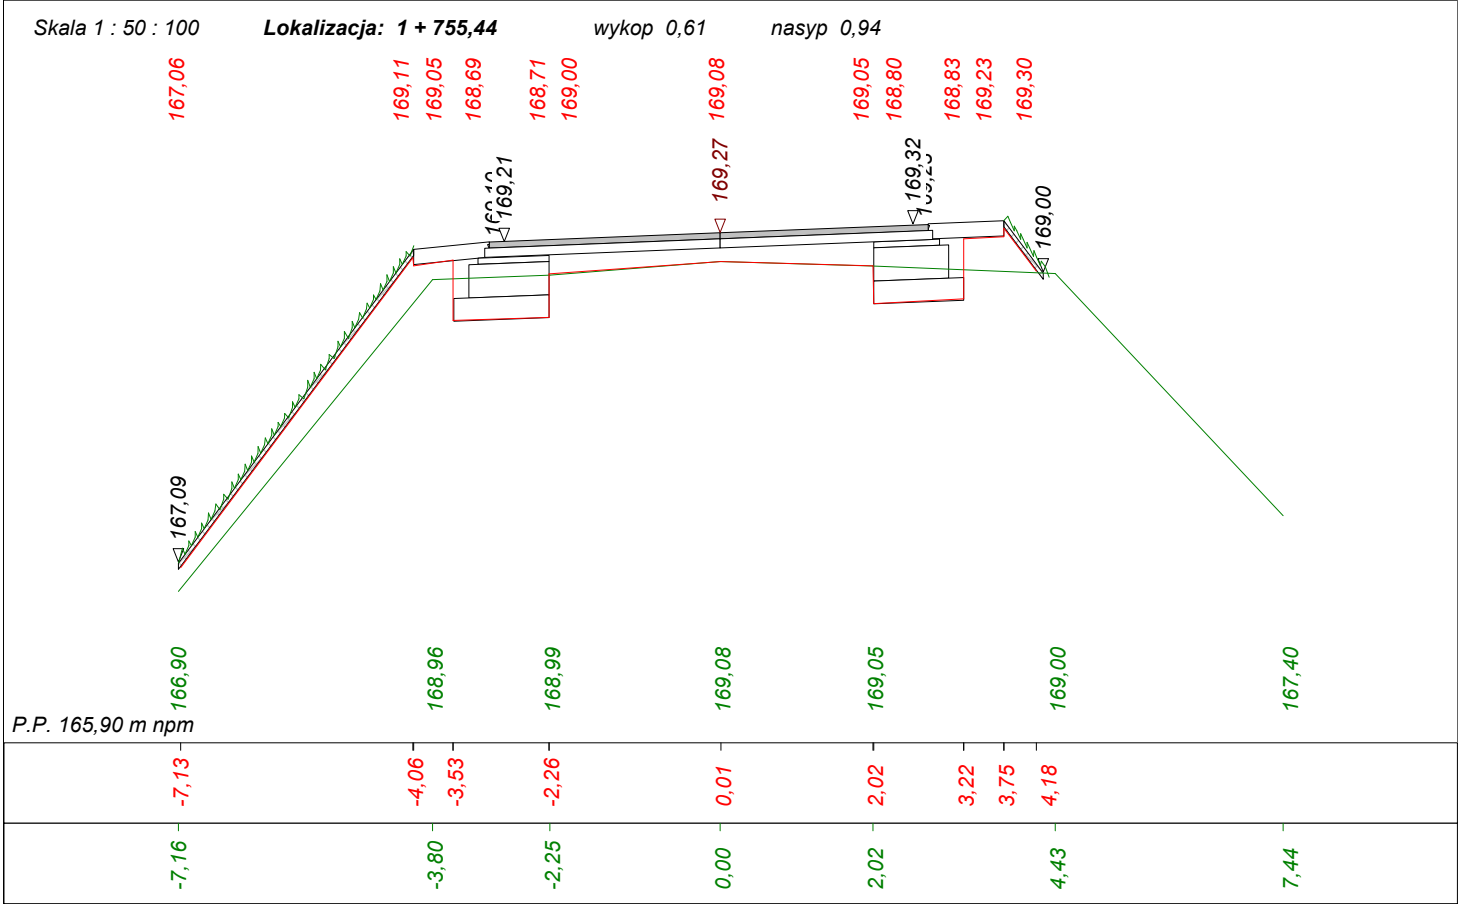 Skala 1 : 50 : 100 Lokalizacja: 1 + 755,44 wykop 0,61 nasyp 0,94
167,06 169,11 169,05 168,69 168,71 169,00 169,08 169,05 168,80 168,83 169,23 169,30
169,21 169,27 169,32 169,00
167,09
166,90 168,96 168,99 169,08 169,05 169,00 167,40
P.P. 165,90 m npm
-7,13 -4,06 -3,53 -2,26 0,01 2,02 3,22 3,75 4,18
-7,16 -3,80 -2,25 0,00 2,02 4,43 7,44